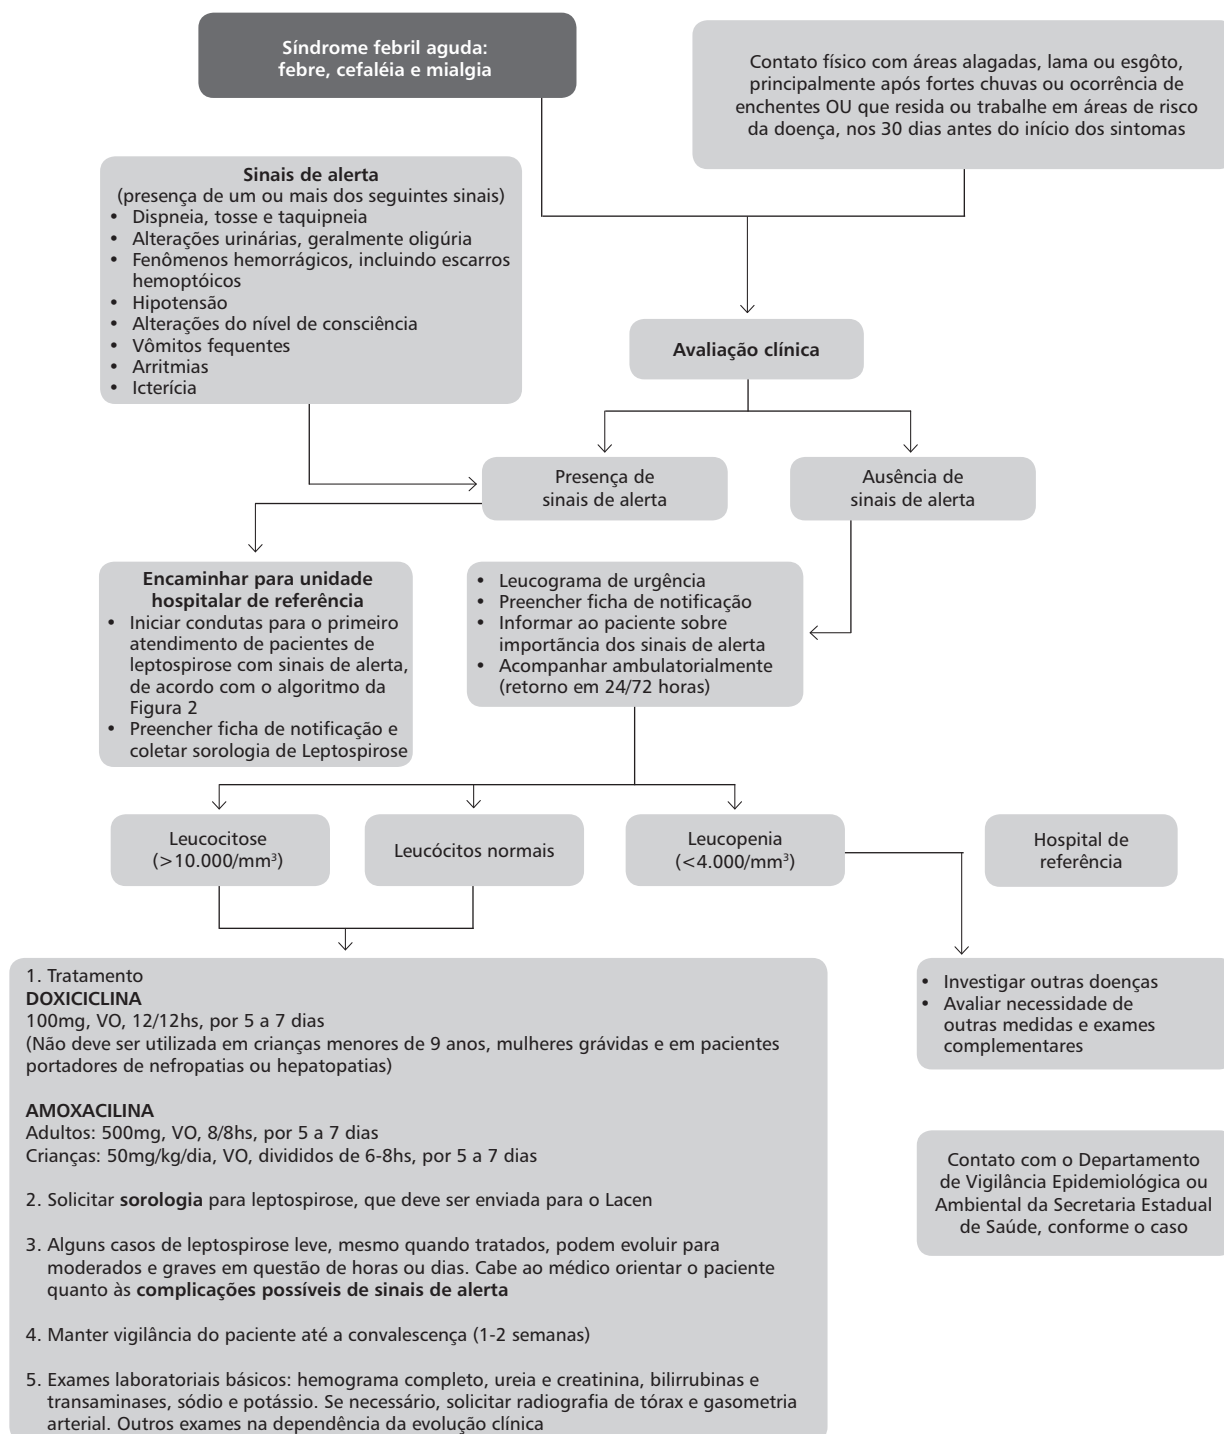 Síndrome febril aguda:
febre, cefaléia e mialgia
Contato físico com áreas alagadas, lama ou esgôto,
principalmente após fortes chuvas ou ocorrência de
enchentes OU que resida ou trabalhe em áreas de risco
da doença, nos 30 dias antes do início dos sintomas
Sinais de alerta
(presença de um ou mais dos seguintes sinais)
• Dispneia, tosse e taquipneia
• Alterações urinárias, geralmente oligúria
• Fenômenos hemorrágicos, incluindo escarros
hemoptóicos
• Hipotensão
• Alterações do nível de consciência
• Vômitos fequentes
• Arritmias
• Icterícia
Avaliação clínica
Presença de
sinais de alerta
Ausência de
sinais de alerta
Encaminhar para unidade
hospitalar de referência
• Iniciar condutas para o primeiro
atendimento de pacientes de
leptospirose com sinais de alerta,
de acordo com o algoritmo da
Figura 2
• Preencher ficha de notificação e
coletar sorologia de Leptospirose
• Leucograma de urgência
• Preencher ficha de notificação
• Informar ao paciente sobre
importância dos sinais de alerta
• Acompanhar ambulatorialmente
(retorno em 24/72 horas)
Leucocitose
(>10.000/mm³)
Leucócitos normais
Leucopenia
(<4.000/mm³)
Hospital de
referência
1. Tratamento
DOXICICLINA
100mg, VO, 12/12hs, por 5 a 7 dias
(Não deve ser utilizada em crianças menores de 9 anos, mulheres grávidas e em pacientes
portadores de nefropatias ou hepatopatias)
AMOXACILINA
Adultos: 500mg, VO, 8/8hs, por 5 a 7 dias
Crianças: 50mg/kg/dia, VO, divididos de 6-8hs, por 5 a 7 dias
2. Solicitar sorologia para leptospirose, que deve ser enviada para o Lacen
3. Alguns casos de leptospirose leve, mesmo quando tratados, podem evoluir para
moderados e graves em questão de horas ou dias. Cabe ao médico orientar o paciente
quanto às complicações possíveis de sinais de alerta
4. Manter vigilância do paciente até a convalescença (1-2 semanas)
5. Exames laboratoriais básicos: hemograma completo, ureia e creatinina, bilirrubinas e
transaminases, sódio e potássio. Se necessário, solicitar radiografia de tórax e gasometria
arterial. Outros exames na dependência da evolução clínica
• Investigar outras doenças
• Avaliar necessidade de
outras medidas e exames
complementares
Contato com o Departamento
de Vigilância Epidemiológica ou
Ambiental da Secretaria Estadual
de Saúde, conforme o caso